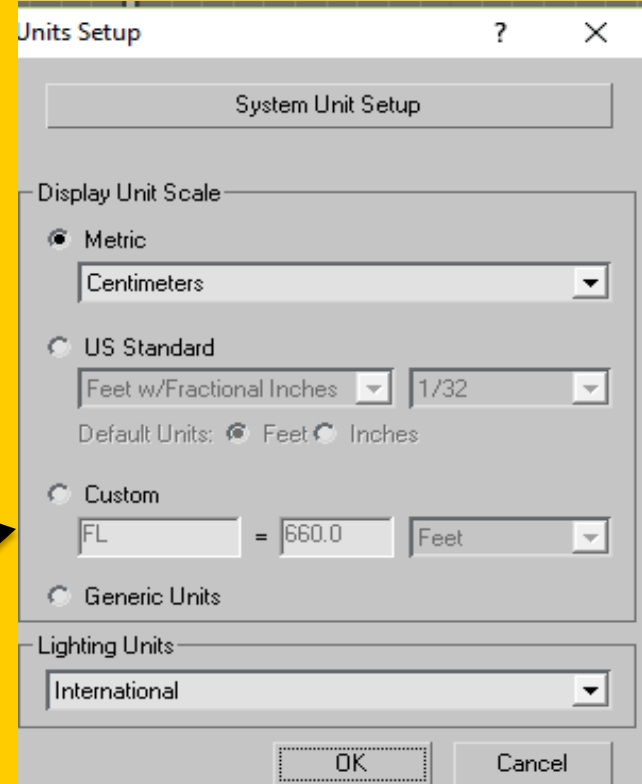 Units Setup ?
System Unit Setup
Display Unit Scale
Metric
Centimeters
US Standard
Feet w/Fractional Inches 1/32
Default Units: Feet Inches
Custom
FL = 660.0 Feet
Generic Units
Lighting Units
International
OK Cancel